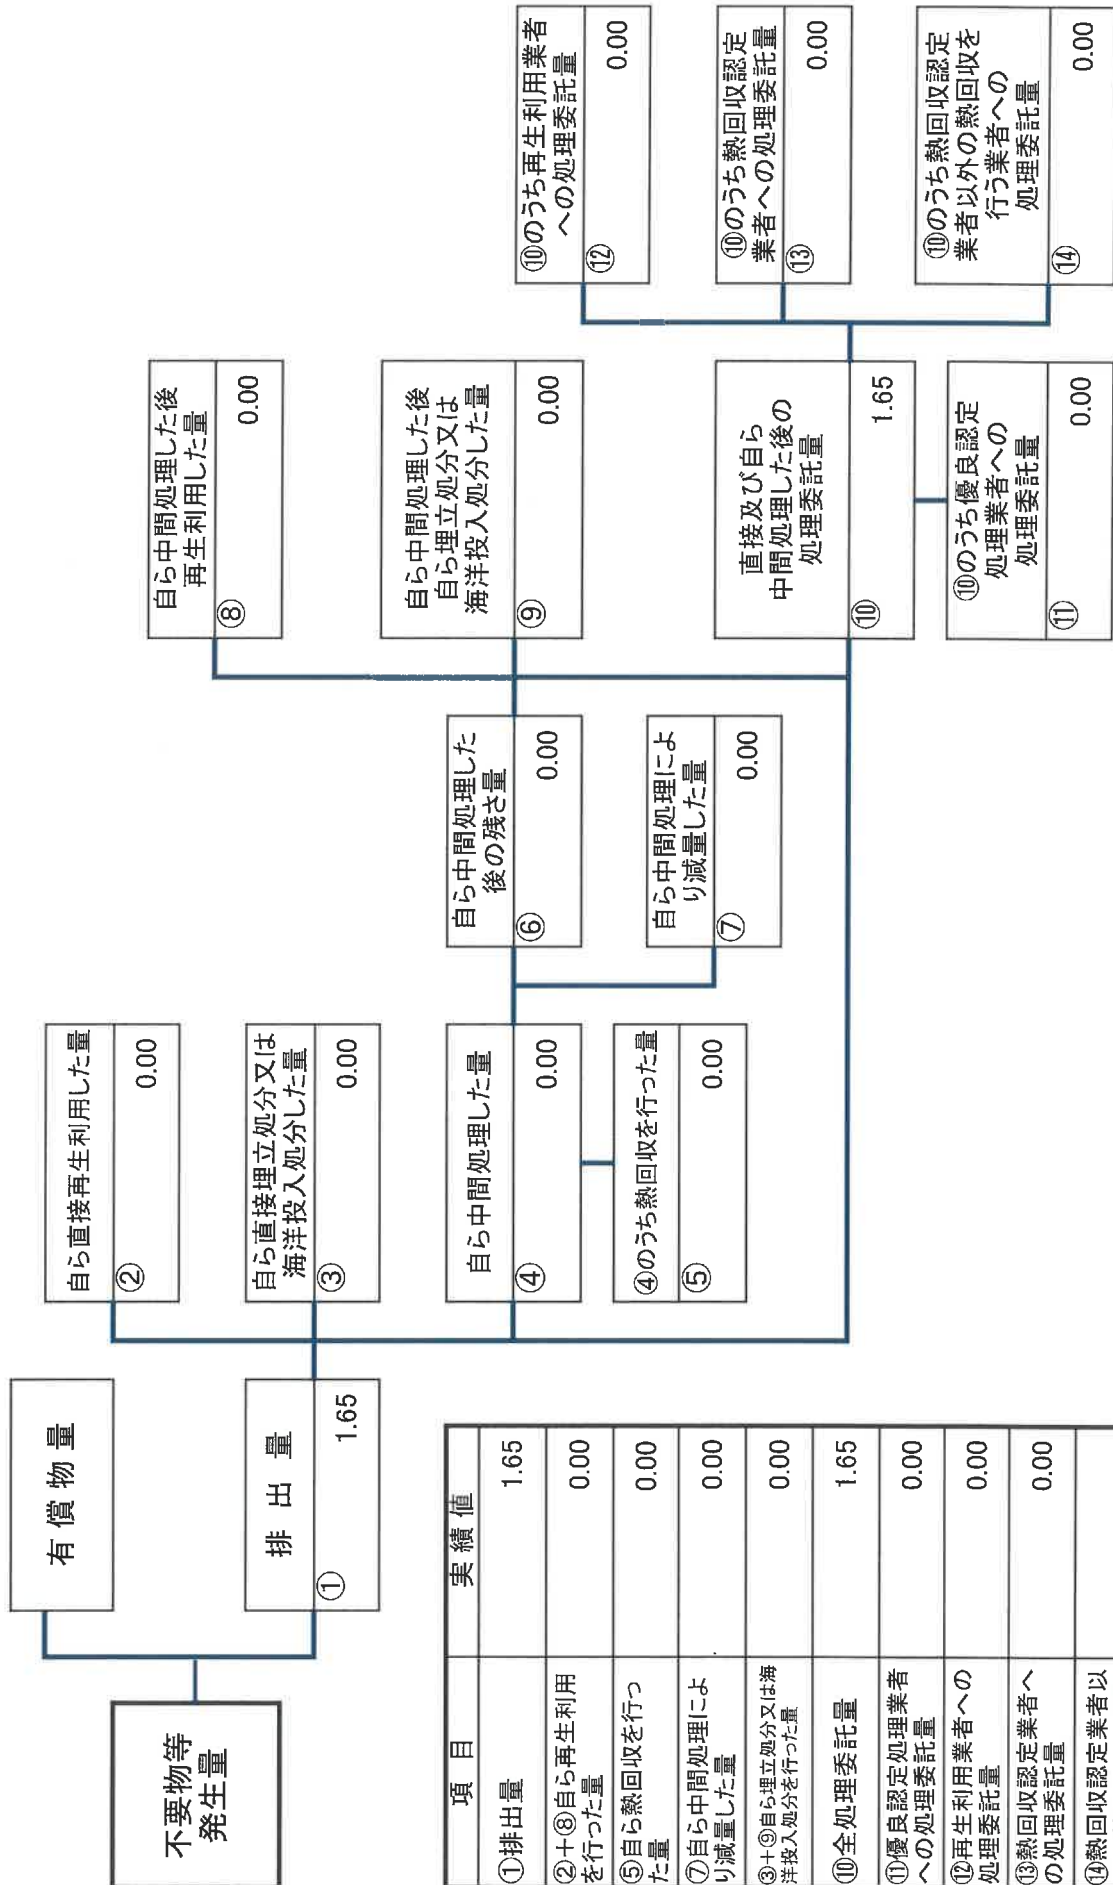 不要物等
発生量
有 償 物 量
排 出 量
①
1.65
自ら直接再生利用した量
②
0.00
自ら直接埋立処分又は
海洋投入処分した量
③
0.00
自ら中間処理した量
④
0.00
④のうち熱回収を行った量
⑤
0.00
自ら中間処理した
後の残さ量
⑥
0.00
自ら中間処理によ
り減量した量
⑦
0.00
自ら中間処理した後
再生利用した量
⑧
0.00
自ら中間処理した後
自ら埋立処分又は
海洋投入処分した量
⑨
0.00
直接及び自ら
中間処理した後の
処理委託量
⑩
1.65
⑩のうち優良認定
処理業者への
処理委託量
⑪
0.00
⑩のうち再生利用業者
への処理委託量
⑫
0.00
⑩のうち熱回収認定
業者への処理委託量
⑬
0.00
⑩のうち熱回収認定
業者以外の熱回収を
行う業者への
処理委託量
⑭
0.00
項 目
実 績 値
①排出量
1.65
②+⑧自ら再生利用
を行った量
0.00
⑤自ら熱回収を行っ
た量
0.00
⑦自ら中間処理によ
り減量した量
0.00
③+⑨自ら埋立処分又は海
洋投入処分を行った量
0.00
⑩全処理委託量
1.65
⑪優良認定処理業者
への処理委託量
0.00
⑫再生利用業者への
処理委託量
0.00
⑬熱回収認定業者へ
の処理委託量
0.00
⑭熱回収認定業者以